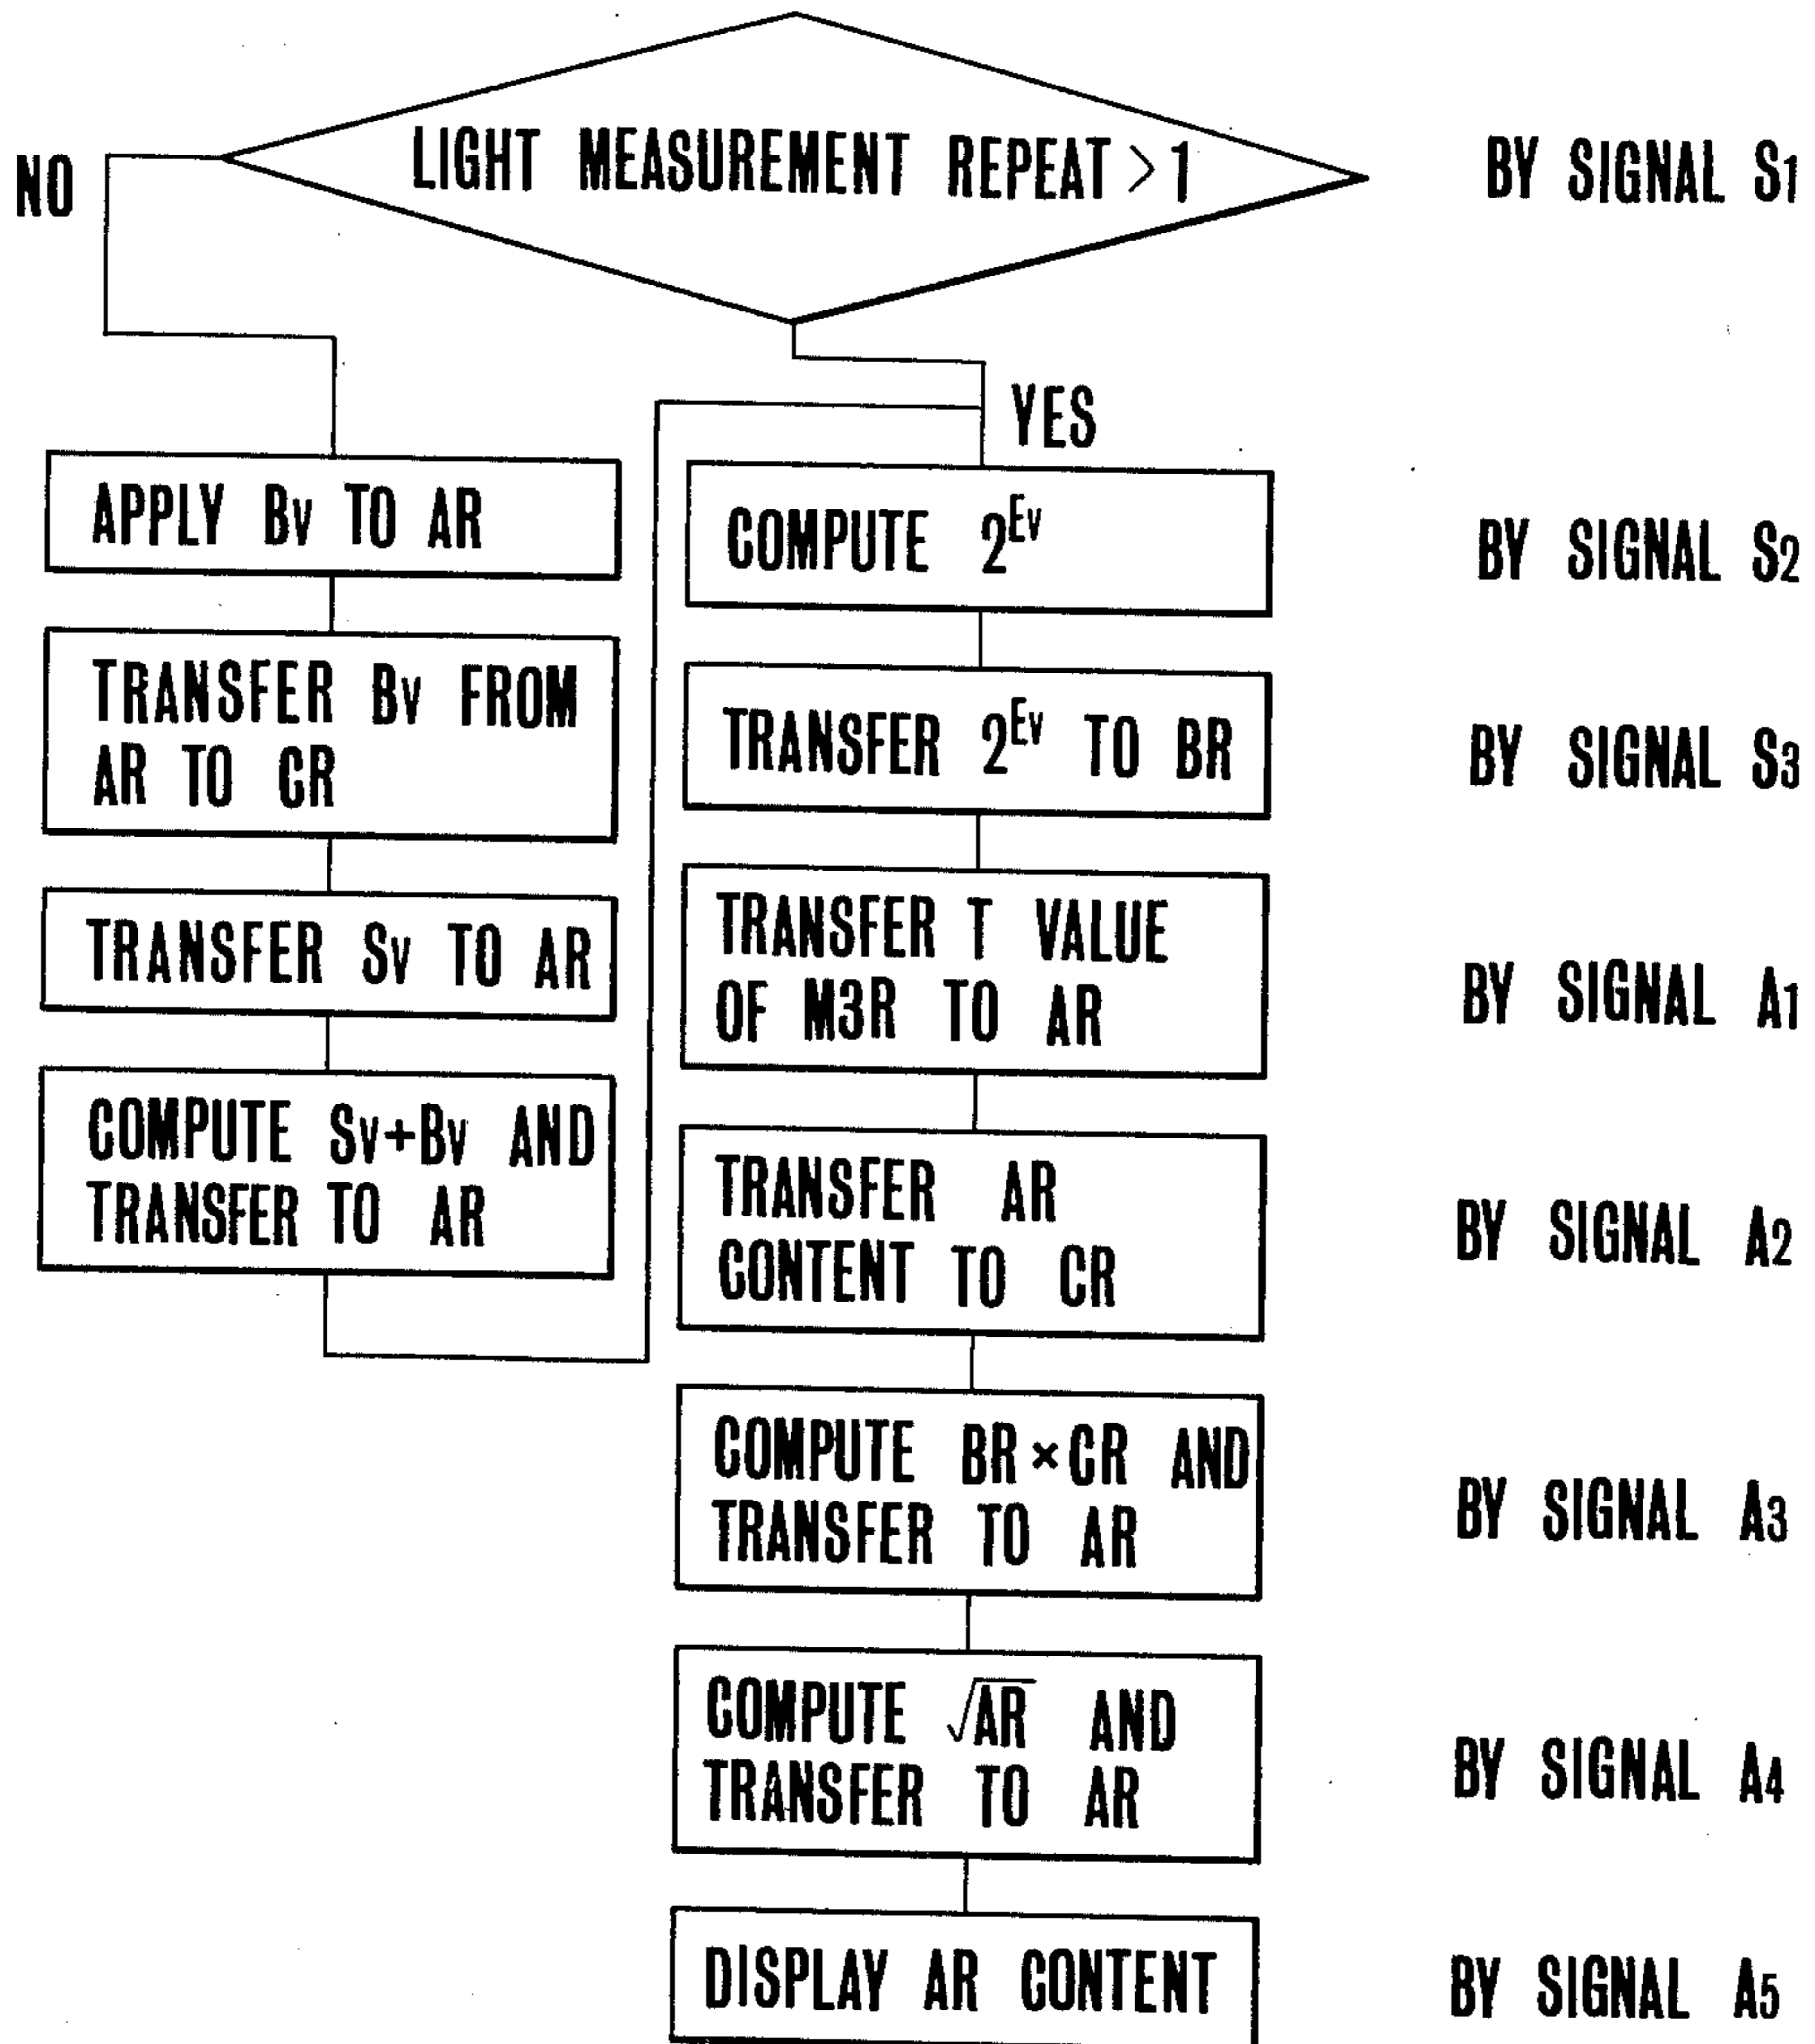 LIGHT MEASUREMENT REPEAT > 1
BY SIGNAL S1
NO
YES
APPLY Bv TO AR
TRANSFER Bv FROM
AR TO CR
TRANSFER Sv TO AR
COMPUTE Sv+Bv AND
TRANSFER TO AR
COMPUTE 2^Ev
BY SIGNAL S2
TRANSFER 2^Ev TO BR
BY SIGNAL S3
TRANSFER T VALUE
OF M3R TO AR
BY SIGNAL A1
TRANSFER AR
CONTENT TO CR
BY SIGNAL A2
COMPUTE BR×CR AND
TRANSFER TO AR
BY SIGNAL A3
COMPUTE √AR AND
TRANSFER TO AR
BY SIGNAL A4
DISPLAY AR CONTENT
BY SIGNAL A5